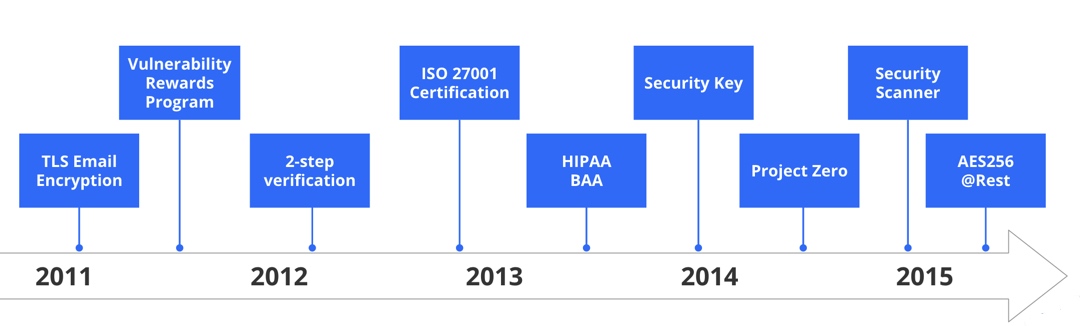 TLS Email
Encryption
Vulnerability
Rewards
Program
2-step
verification
ISO 27001
Certification
HIPAA
BAA
Security Key
Project Zero
Security
Scanner
AES256
@Rest
2011
2012
2013
2014
2015